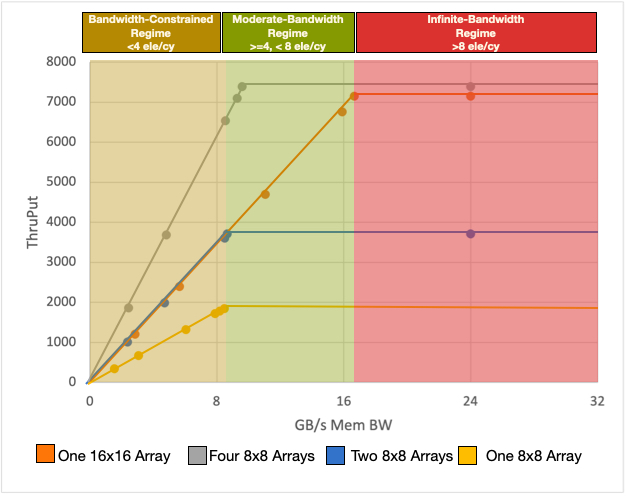 Bandwidth-Constrained Regime
<4 ele/cy
Moderate-Bandwidth Regime
>=4, < 8 ele/cy
Infinite-Bandwidth Regime
>8 ele/cy
8000
7000
6000
5000
4000
3000
2000
1000
0
ThruPut
0 8 16 24 32
GB/s Mem BW
One 16x16 Array
Four 8x8 Arrays
Two 8x8 Arrays
One 8x8 Array